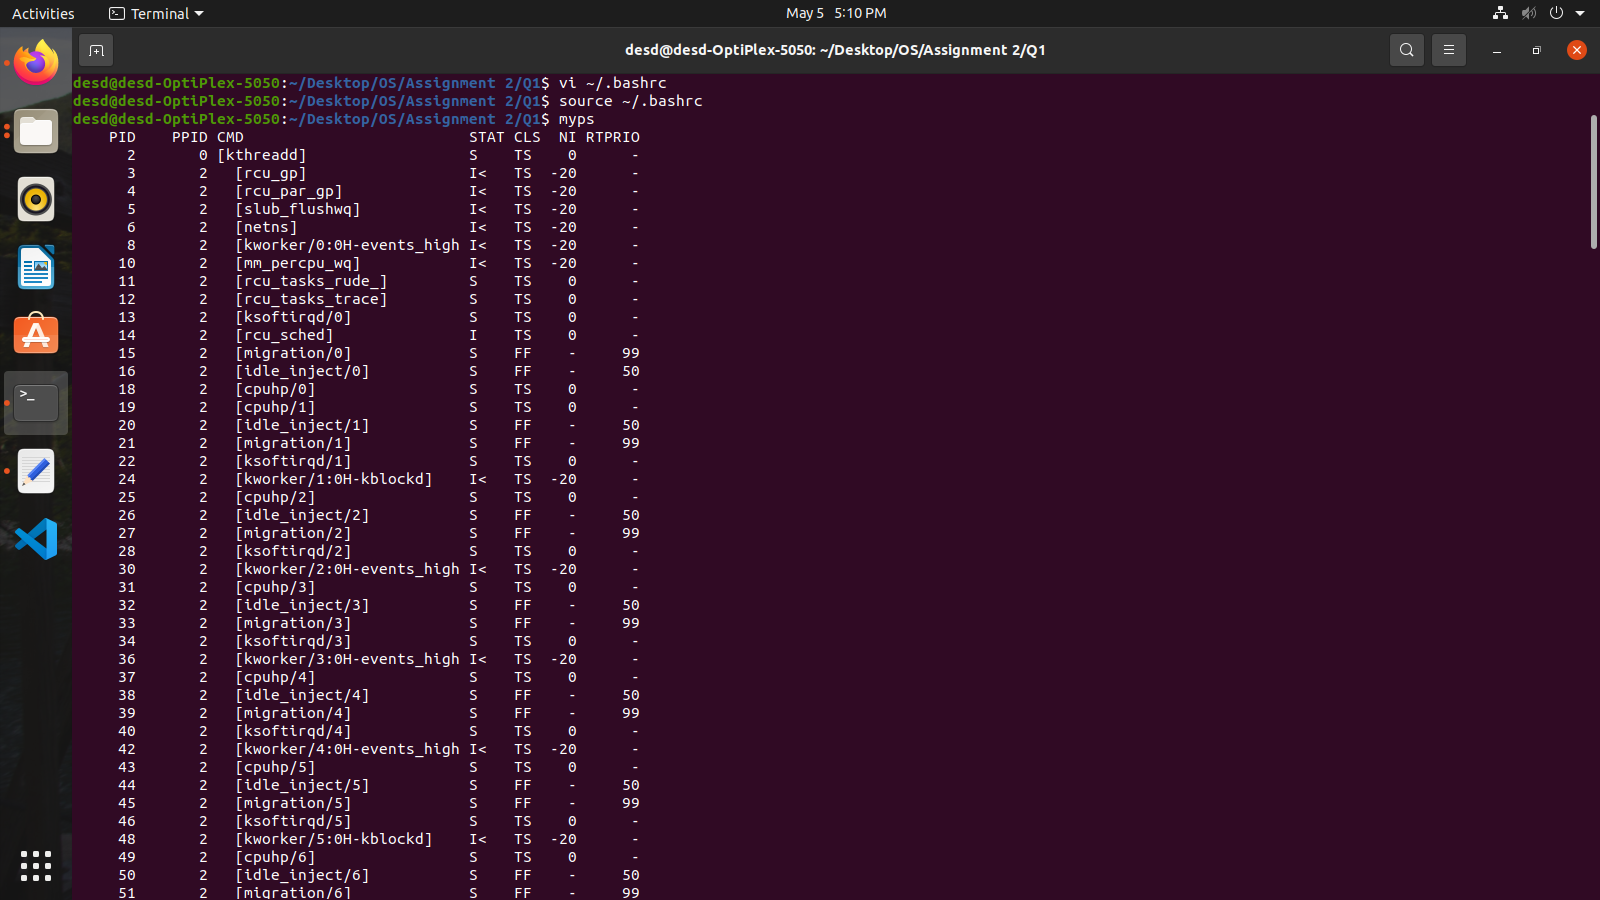 Activities Terminal May 5 5:10 PM
desd@desd-OptiPlex-5050: ~/Desktop/OS/Assignment 2/Q1
desd@desd-OptiPlex-5050:~/Desktop/OS/Assignment 2/Q1$ vi ~/.bashrc
desd@desd-OptiPlex-5050:~/Desktop/OS/Assignment 2/Q1$ source ~/.bashrc
desd@desd-OptiPlex-5050:~/Desktop/OS/Assignment 2/Q1$ myps
    PID    PPID CMD                         STAT CLS  NI RTPRIO
      2       0 [kthreadd]                  S    TS    0      -
      3       2   [rcu_gp]                  I<   TS  -20      -
      4       2   [rcu_par_gp]              I<   TS  -20      -
      5       2   [slub_flushwq]            I<   TS  -20      -
      6       2   [netns]                   I<   TS  -20      -
      8       2   [kworker/0:0H-events_high I<   TS  -20      -
     10       2   [mm_percpu_wq]            I<   TS  -20      -
     11       2   [rcu_tasks_rude_]         S    TS    0      -
     12       2   [rcu_tasks_trace]         S    TS    0      -
     13       2   [ksoftirqd/0]             S    TS    0      -
     14       2   [rcu_sched]               I    TS    0      -
     15       2   [migration/0]             S    FF    -     99
     16       2   [idle_inject/0]           S    FF    -     50
     18       2   [cpuhp/0]                 S    TS    0      -
     19       2   [cpuhp/1]                 S    TS    0      -
     20       2   [idle_inject/1]           S    FF    -     50
     21       2   [migration/1]             S    FF    -     99
     22       2   [ksoftirqd/1]             S    TS    0      -
     24       2   [kworker/1:0H-kblockd]    I<   TS  -20      -
     25       2   [cpuhp/2]                 S    TS    0      -
     26       2   [idle_inject/2]           S    FF    -     50
     27       2   [migration/2]             S    FF    -     99
     28       2   [ksoftirqd/2]             S    TS    0      -
     30       2   [kworker/2:0H-events_high I<   TS  -20      -
     31       2   [cpuhp/3]                 S    TS    0      -
     32       2   [idle_inject/3]           S    FF    -     50
     33       2   [migration/3]             S    FF    -     99
     34       2   [ksoftirqd/3]             S    TS    0      -
     36       2   [kworker/3:0H-events_high I<   TS  -20      -
     37       2   [cpuhp/4]                 S    TS    0      -
     38       2   [idle_inject/4]           S    FF    -     50
     39       2   [migration/4]             S    FF    -     99
     40       2   [ksoftirqd/4]             S    TS    0      -
     42       2   [kworker/4:0H-events_high I<   TS  -20      -
     43       2   [cpuhp/5]                 S    TS    0      -
     44       2   [idle_inject/5]           S    FF    -     50
     45       2   [migration/5]             S    FF    -     99
     46       2   [ksoftirqd/5]             S    TS    0      -
     48       2   [kworker/5:0H-kblockd]    I<   TS  -20      -
     49       2   [cpuhp/6]                 S    TS    0      -
     50       2   [idle_inject/6]           S    FF    -     50
     51       2   [migration/6]             S    FF    -     99